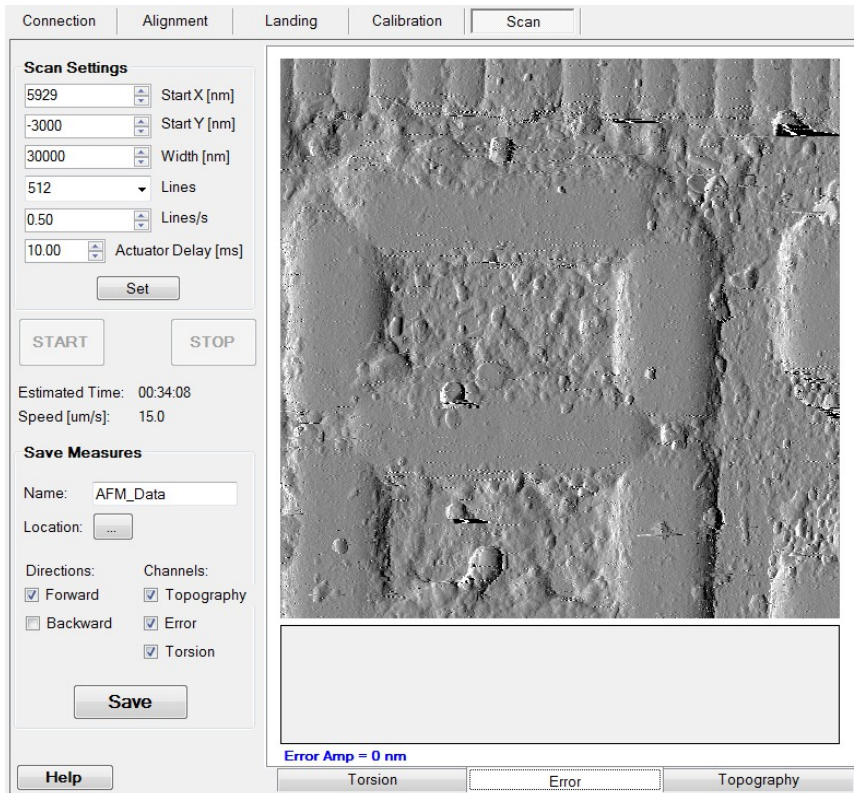 Connection Alignment Landing Calibration Scan
Scan Settings
5929 Start X [nm]
-3000 Start Y [nm]
30000 Width [nm]
512 Lines
0.50 Lines/s
10.00 Actuator Delay [ms]
Set
START STOP
Estimated Time: 00:34:08
Speed [um/s]: 15.0
Save Measures
Name: AFM_Data
Location: ...
Directions: Channels:
Forward Topography
Backward Error
Torsion
Save
Help
Error Amp = 0 nm
Torsion Error Topography